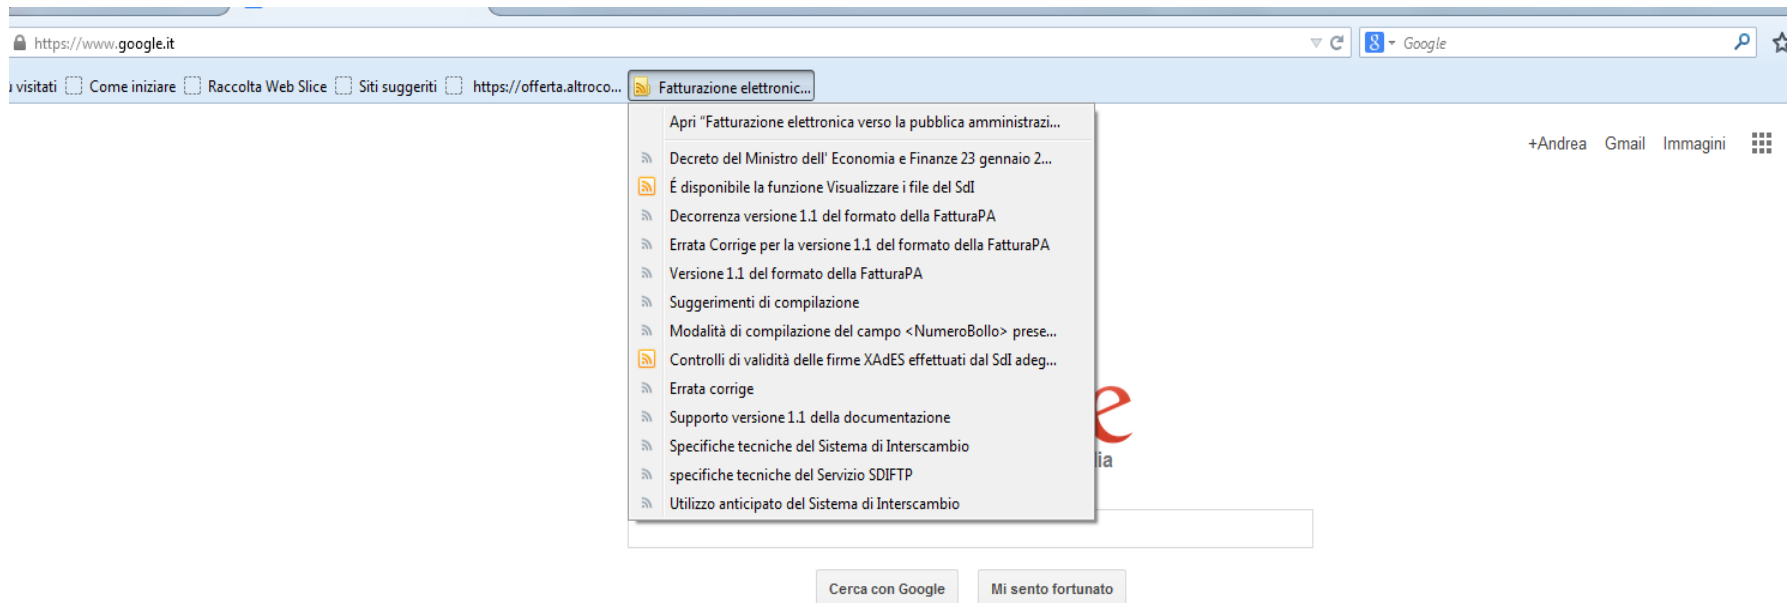 https://www.google.it
Google
visitati Come iniziare Raccolta Web Slice Siti suggeriti https://offerta.altroco... Fatturazione elettronic...
Apri “Fatturazione elettronica verso la pubblica amministrazi...
+Andrea Gmail Immagini
Decreto del Ministro dell' Economia e Finanze 23 gennaio 2...
É disponibile la funzione Visualizzare i file del SdI
Decorrenza versione 1.1 del formato della FatturaPA
Errata Corrige per la versione 1.1 del formato della FatturaPA
Versione 1.1 del formato della FatturaPA
Suggerimenti di compilazione
Modalità di compilazione del campo <NumeroBollo> prese...
Controlli di validità delle firme XAdES effettuati dal SdI adeg...
Errata corrige
Supporto versione 1.1 della documentazione
Specifiche tecniche del Sistema di Interscambio
specifiche tecniche del Servizio SDIFTP
Utilizzo anticipato del Sistema di Interscambio
Cerca con Google Mi sento fortunato